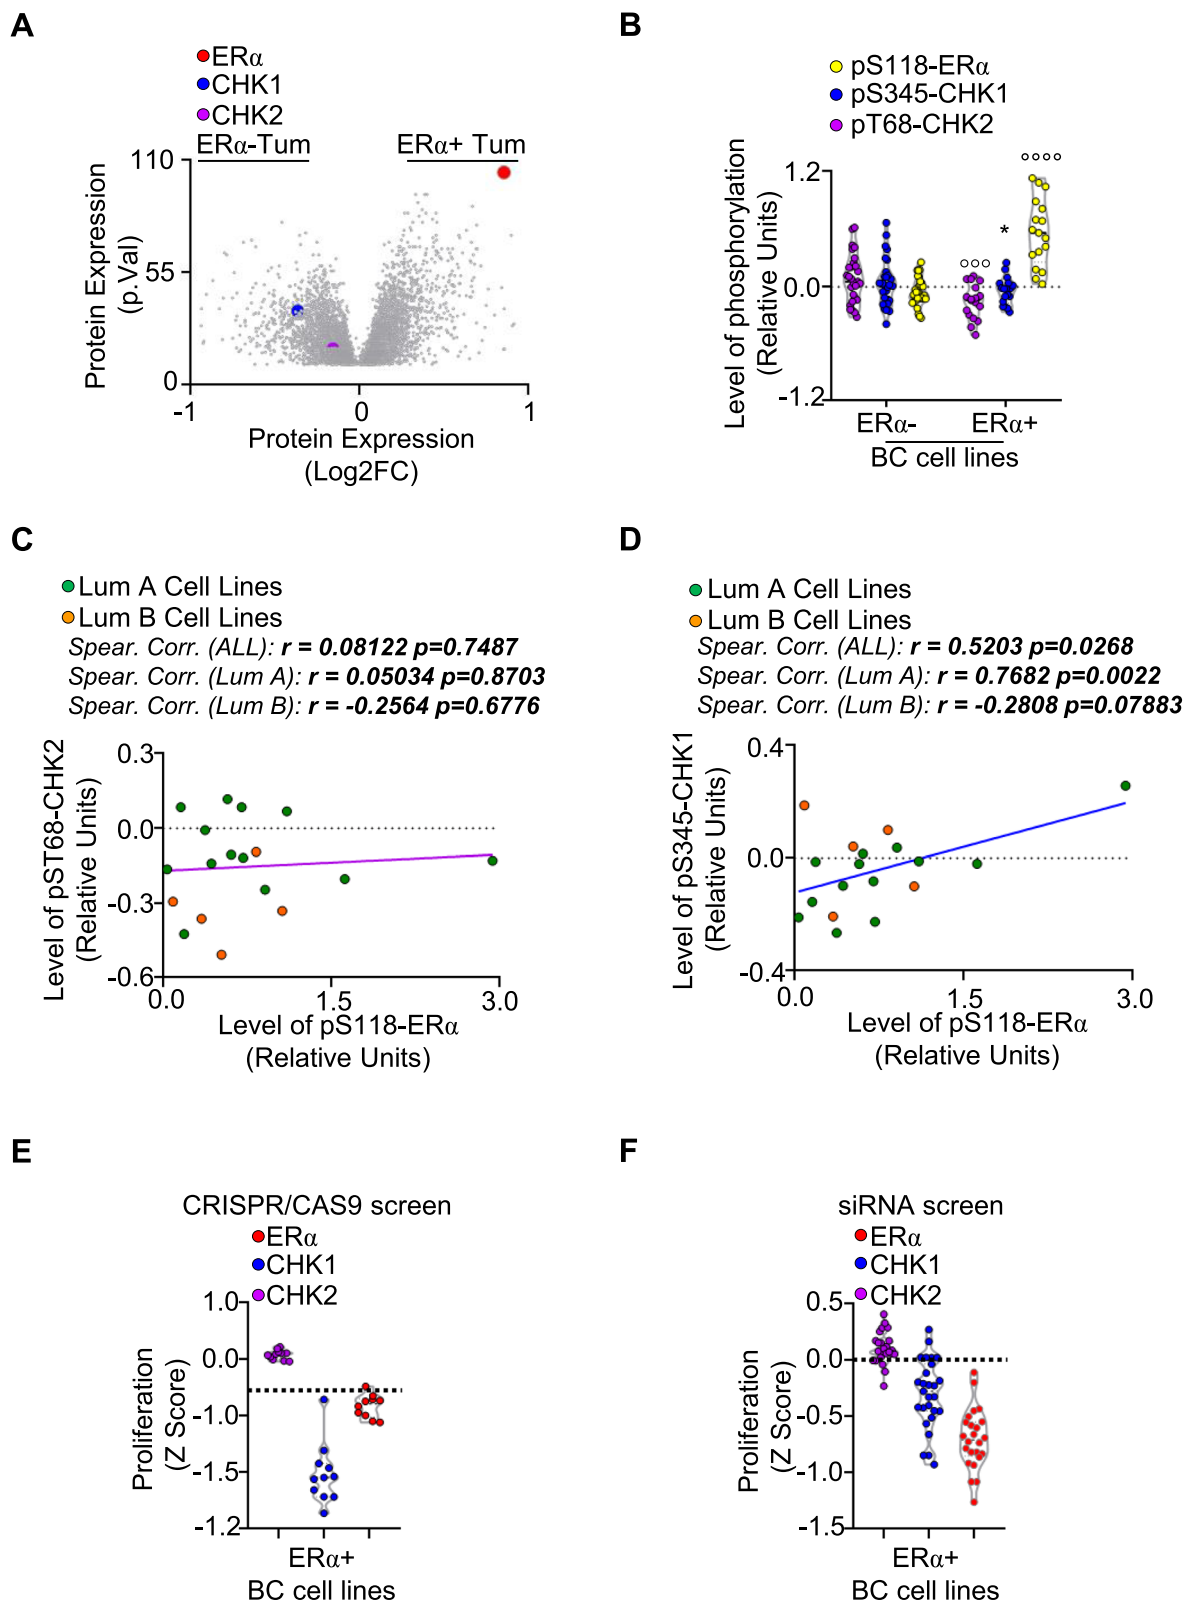 A
ERα
CHK1
CHK2
ERα-Tum
ERα+ Tum
110
55
0
Protein Expression
(p.Val)
-1
0
1
Protein Expression
(Log2FC)
B
pS118-ERα
pS345-CHK1
pT68-CHK2
°°°°
*
°°°
1.2
0.0
-1.2
Level of phosphorylation
(Relative Units)
ERα-
ERα+
BC cell lines
C
Lum A Cell Lines
Lum B Cell Lines
Spear. Corr. (ALL): r = 0.08122 p=0.7487
Spear. Corr. (Lum A): r = 0.05034 p=0.8703
Spear. Corr. (Lum B): r = -0.2564 p=0.6776
0.3
0.0
-0.3
-0.6
Level of pST68-CHK2
(Relative Units)
0.0
1.5
3.0
Level of pS118-ERα
(Relative Units)
D
Lum A Cell Lines
Lum B Cell Lines
Spear. Corr. (ALL): r = 0.5203 p=0.0268
Spear. Corr. (Lum A): r = 0.7682 p=0.0022
Spear. Corr. (Lum B): r = -0.2808 p=0.07883
0.4
0.0
-0.4
Level of pS345-CHK1
(Relative Units)
0.0
1.5
3.0
Level of pS118-ERα
(Relative Units)
E
CRISPR/CAS9 screen
ERα
CHK1
CHK2
1.0
0.0
-1.0
-1.5
-1.2
Proliferation
(Z Score)
ERα+
BC cell lines
F
siRNA screen
ERα
CHK1
CHK2
0.5
0.0
-0.5
-1.0
-1.5
Proliferation
(Z Score)
ERα+
BC cell lines